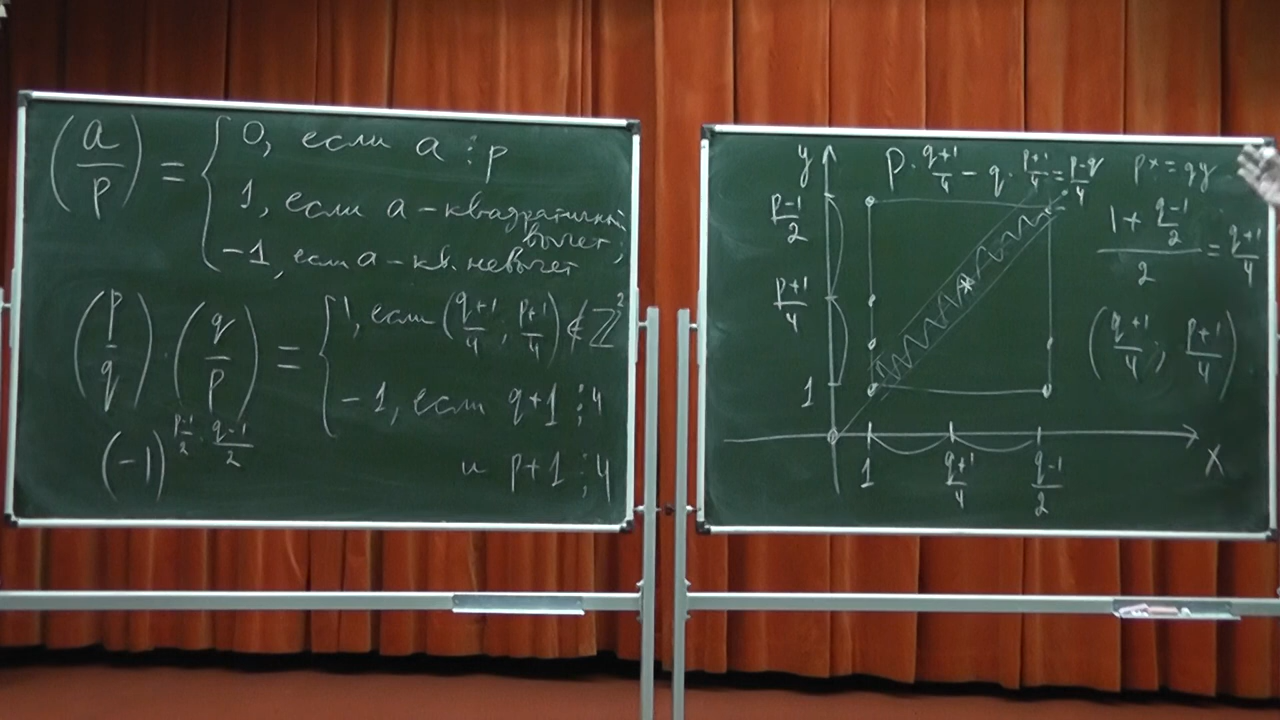 (a/p) = { 0, если a ⋮ p
1, если a – квадратичный
вычет;
−1, если a – кв. невычет
(p/q) · (q/p) = { 1, если ((q+1)/4 ; (p+1)/4) ∉ ℤ²
−1, если q+1 ⋮ 4
и p+1 ⋮ 4
(−1)^((p−1)/2 · (q−1)/2)
y
p · (q+1)/4 − q · (p+1)/4 = (p−q)/4
px = qy
(p−1)/2
(1 + (q−1)/2)/2 = (q+1)/4
(p+1)/4
((q+1)/4 ; (p+1)/4)
1
0
1 (q+1)/4 (q−1)/2
x